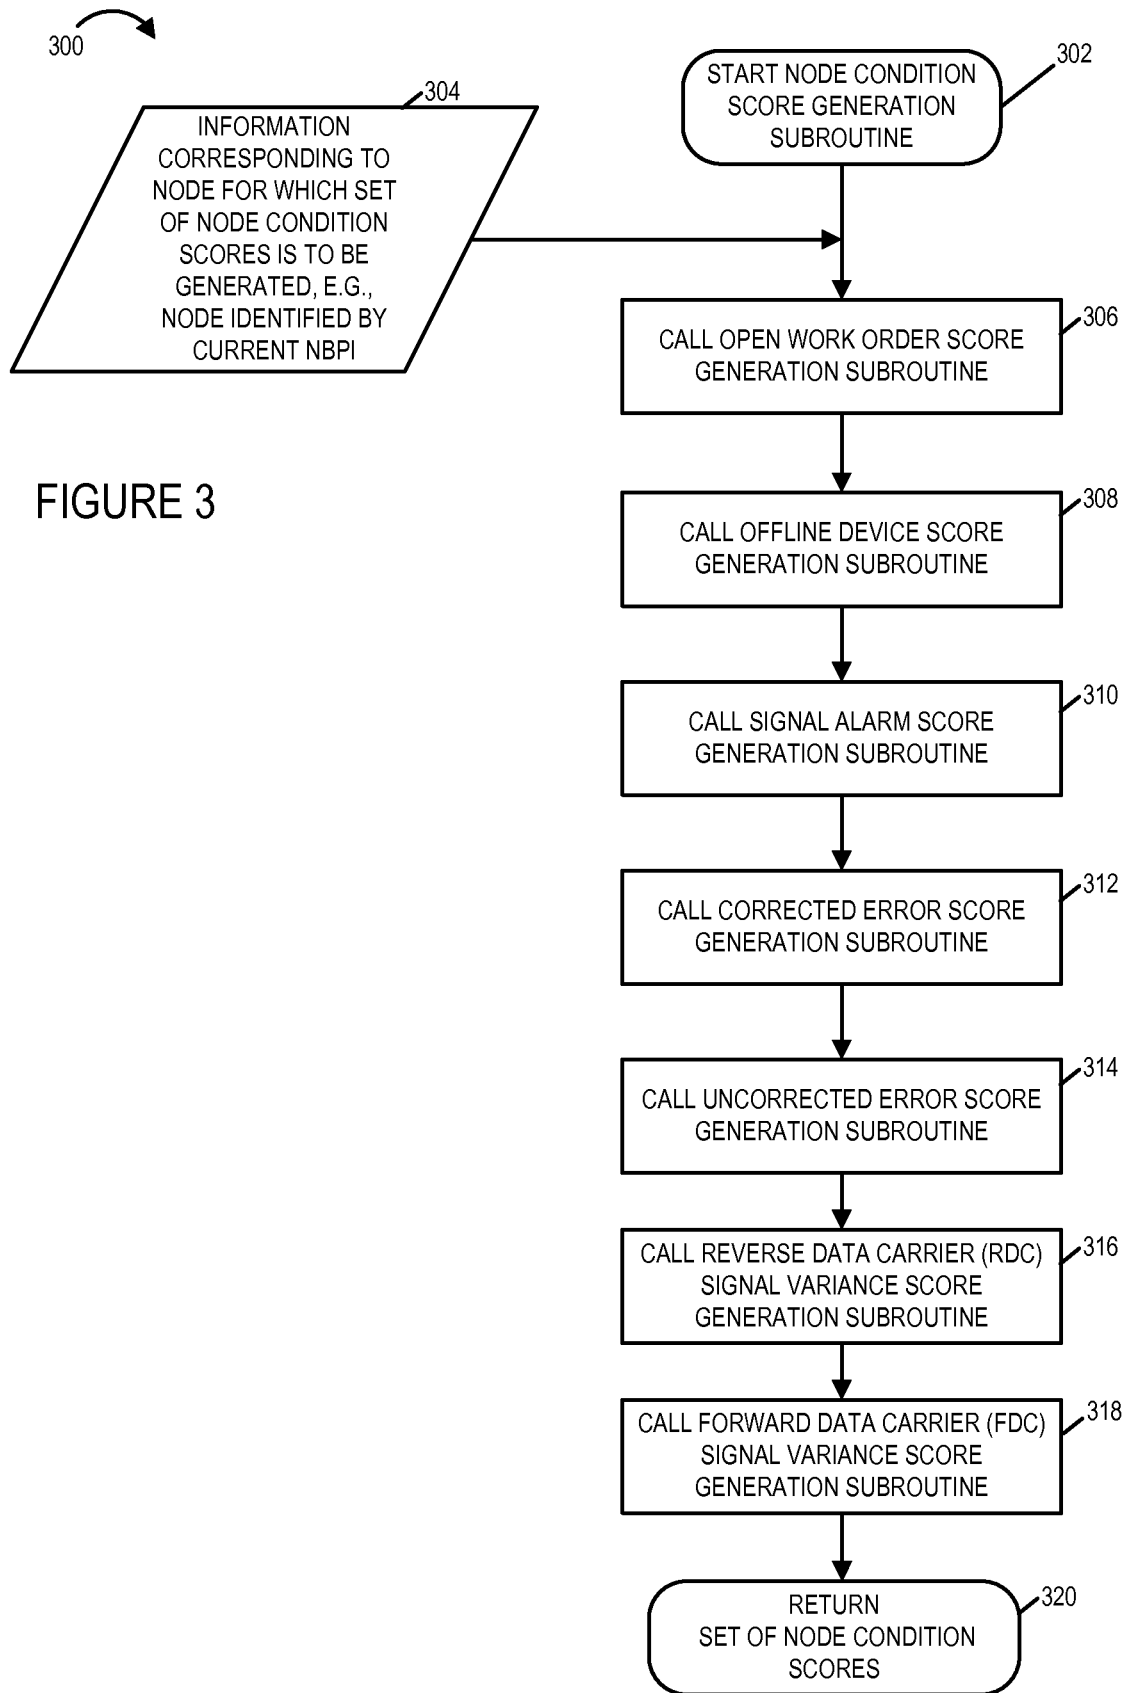 300
302
START NODE CONDITION
SCORE GENERATION
SUBROUTINE
304
INFORMATION
CORRESPONDING TO
NODE FOR WHICH SET
OF NODE CONDITION
SCORES IS TO BE
GENERATED, E.G.,
NODE IDENTIFIED BY
CURRENT NBPI
306
CALL OPEN WORK ORDER SCORE
GENERATION SUBROUTINE
FIGURE 3
308
CALL OFFLINE DEVICE SCORE
GENERATION SUBROUTINE
310
CALL SIGNAL ALARM SCORE
GENERATION SUBROUTINE
312
CALL CORRECTED ERROR SCORE
GENERATION SUBROUTINE
314
CALL UNCORRECTED ERROR SCORE
GENERATION SUBROUTINE
316
CALL REVERSE DATA CARRIER (RDC)
SIGNAL VARIANCE SCORE
GENERATION SUBROUTINE
318
CALL FORWARD DATA CARRIER (FDC)
SIGNAL VARIANCE SCORE
GENERATION SUBROUTINE
320
RETURN
SET OF NODE CONDITION
SCORES